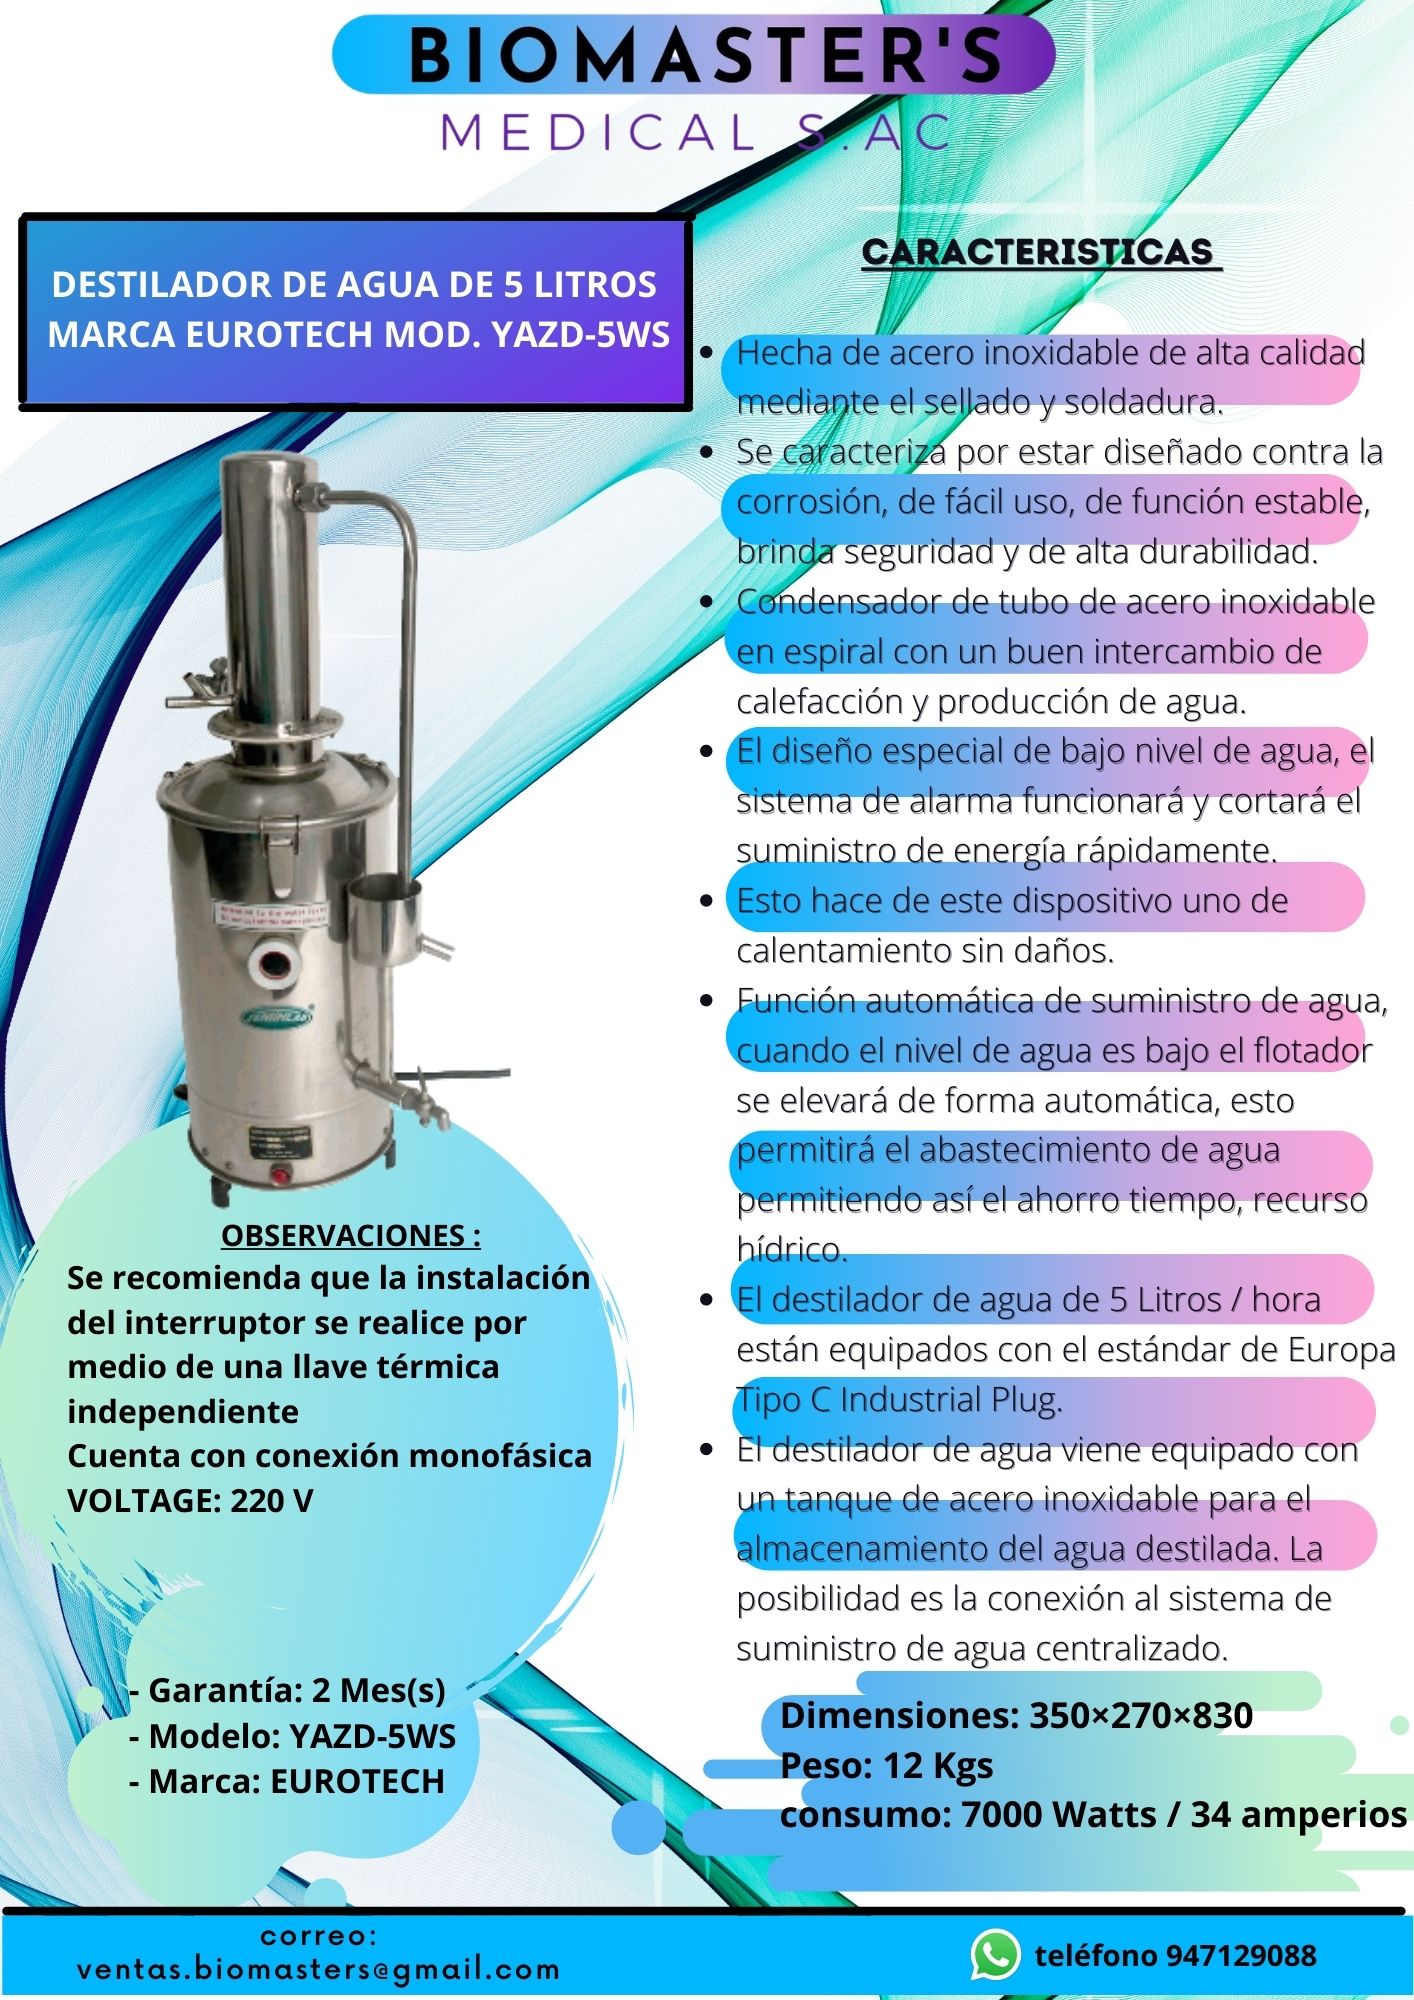 BIOMASTER'S
MEDICAL S.AC
DESTILADOR DE AGUA DE 5 LITROS
MARCA EUROTECH MOD. YAZD-5WS
CARACTERISTICAS
• Hecha de acero inoxidable de alta calidad
mediante el sellado y soldadura.
• Se caracteriza por estar diseñado contra la
corrosión, de fácil uso, de función estable,
brinda seguridad y de alta durabilidad.
• Condensador de tubo de acero inoxidable
en espiral con un buen intercambio de
calefacción y producción de agua.
• El diseño especial de bajo nivel de agua, el
sistema de alarma funcionará y cortará el
suministro de energía rápidamente.
• Esto hace de este dispositivo uno de
calentamiento sin daños.
• Función automática de suministro de agua,
cuando el nivel de agua es bajo el flotador
se elevará de forma automática, esto
permitirá el abastecimiento de agua
permitiendo así el ahorro tiempo, recurso
hídrico.
• El destilador de agua de 5 Litros / hora
están equipados con el estándar de Europa
Tipo C Industrial Plug.
• El destilador de agua viene equipado con
un tanque de acero inoxidable para el
almacenamiento del agua destilada. La
posibilidad es la conexión al sistema de
suministro de agua centralizado.
OBSERVACIONES :
Se recomienda que la instalación
del interruptor se realice por
medio de una llave térmica
independiente
Cuenta con conexión monofásica
VOLTAGE: 220 V
- Garantía: 2 Mes(s)
- Modelo: YAZD-5WS
- Marca: EUROTECH
Dimensiones: 350×270×830
Peso: 12 Kgs
consumo: 7000 Watts / 34 amperios
correo:
ventas.biomasters@gmail.com
teléfono 947129088